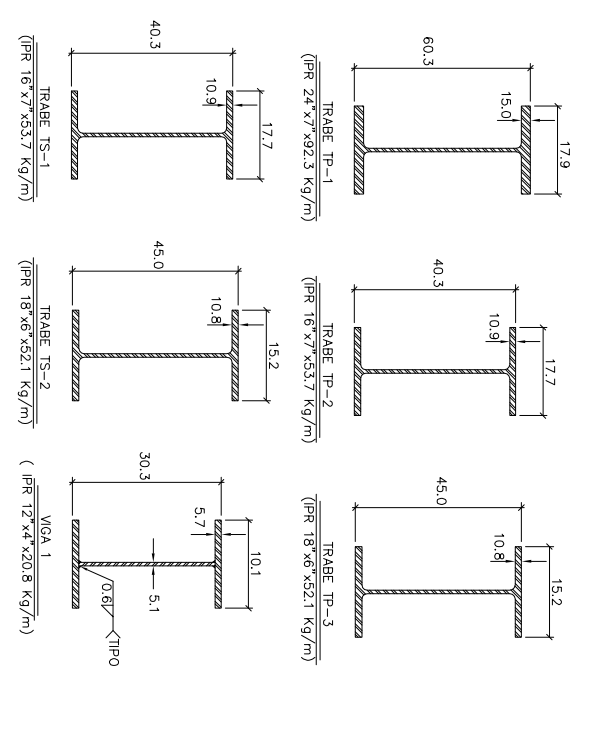 17.9
15.0
60.3
TRABE TP-1
(IPR 24"x7"x92.3 Kg/m)
17.7
10.9
40.3
TRABE TP-2
(IPR 16"x7"x53.7 Kg/m)
15.2
10.8
45.0
TRABE TP-3
(IPR 18"x6"x52.1 Kg/m)
17.7
10.9
40.3
TRABE TS-1
(IPR 16"x7"x53.7 Kg/m)
15.2
10.8
45.0
TRABE TS-2
(IPR 18"x6"x52.1 Kg/m)
10.1
5.7
30.3
5.1
0.6
TIPO
VIGA 1
( IPR 12"x4"x20.8 Kg/m)